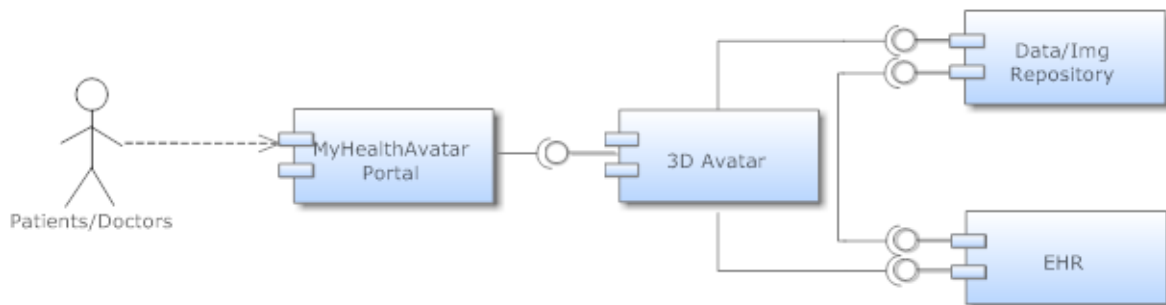 Patients/Doctors
MyHealthAvatar
Portal
3D Avatar
Data/Img
Repository
EHR